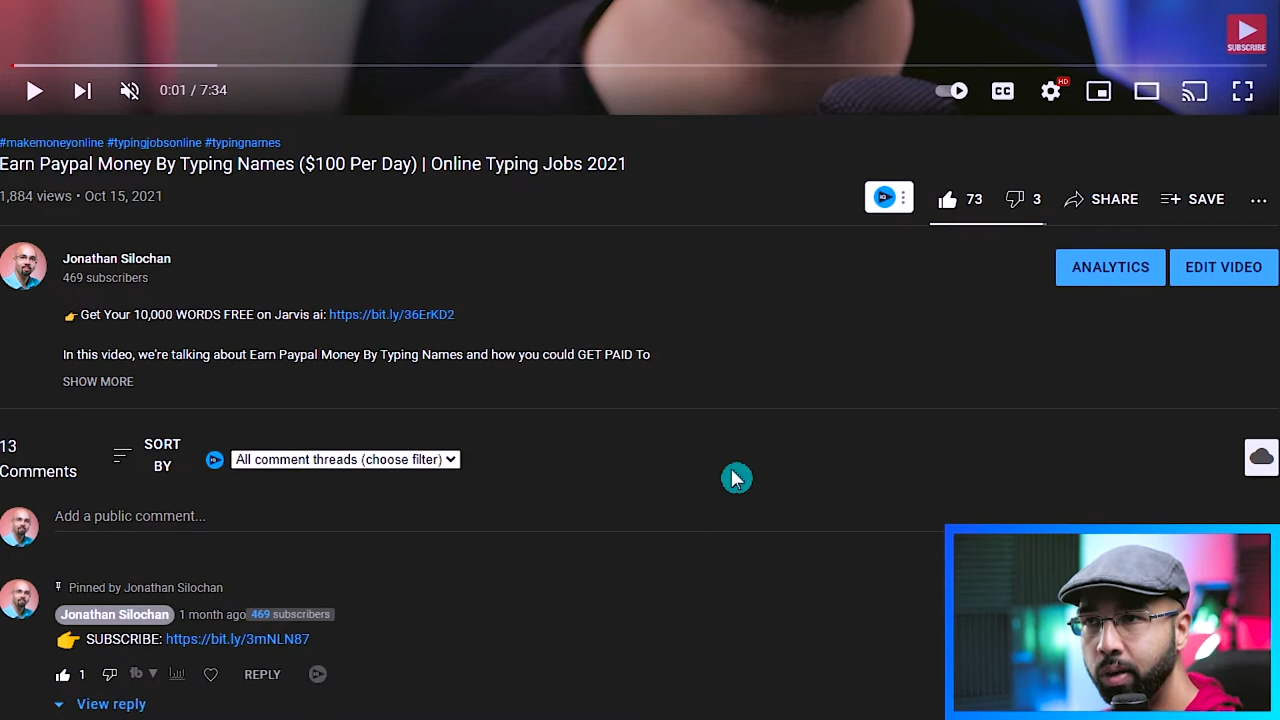 SUBSCRIBE
0:01 / 7:34
CC
HD
#makemoneyonline #typingjobsonline #typingnames
Earn Paypal Money By Typing Names ($100 Per Day) | Online Typing Jobs 2021
1,884 views • Oct 15, 2021
73
3
SHARE
SAVE
Jonathan Silochan
469 subscribers
ANALYTICS
EDIT VIDEO
👉 Get Your 10,000 WORDS FREE on Jarvis ai: https://bit.ly/36ErKD2
In this video, we're talking about Earn Paypal Money By Typing Names and how you could GET PAID To
SHOW MORE
13
Comments
SORT
BY
All comment threads (choose filter)
Add a public comment...
Pinned by Jonathan Silochan
Jonathan Silochan 1 month ago 469 subscribers
👉 SUBSCRIBE: https://bit.ly/3mNLN87
1
REPLY
View reply